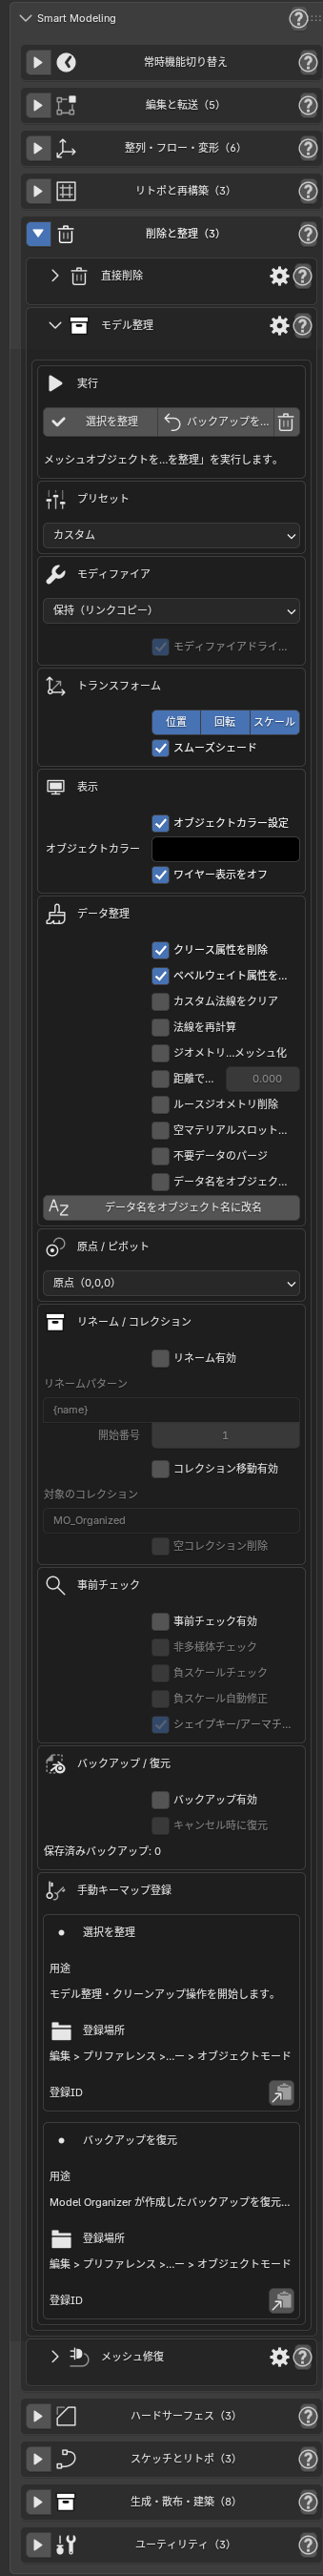 Smart Modeling
常時機能切り替え
編集と転送（5）
整列・フロー・変形（6）
リトポと再構築（3）
削除と整理（3）
直接削除
モデル整理
実行
選択を整理 バックアップを...
メッシュオブジェクトを...を整理」を実行します。
プリセット
カスタム
モディファイア
保持（リンクコピー）
モディファイアドライ...
トランスフォーム
位置 回転 スケール
スムーズシェード
表示
オブジェクトカラー設定
オブジェクトカラー
ワイヤー表示をオフ
データ整理
クリース属性を削除
ベベルウェイト属性を...
カスタム法線をクリア
法線を再計算
ジオメトリ...メッシュ化
距離で... 0.000
ルースジオメトリ削除
空マテリアルスロット...
不要データのパージ
データ名をオブジェク...
AZ データ名をオブジェクト名に改名
原点 / ピボット
原点（0,0,0）
リネーム / コレクション
リネーム有効
リネームパターン
{name}
開始番号 1
コレクション移動有効
対象のコレクション
MO_Organized
空コレクション削除
事前チェック
事前チェック有効
非多様体チェック
負スケールチェック
負スケール自動修正
シェイプキー/アーマチ...
バックアップ / 復元
バックアップ有効
キャンセル時に復元
保存済みバックアップ: 0
手動キーマップ登録
選択を整理
用途
モデル整理・クリーンアップ操作を開始します。
登録場所
編集 > プリファレンス >...ー > オブジェクトモード
登録ID
バックアップを復元
用途
Model Organizer が作成したバックアップを復元...
登録場所
編集 > プリファレンス >...ー > オブジェクトモード
登録ID
メッシュ修復
ハードサーフェス（3）
スケッチとリトポ（3）
生成・散布・建築（8）
ユーティリティ（3）